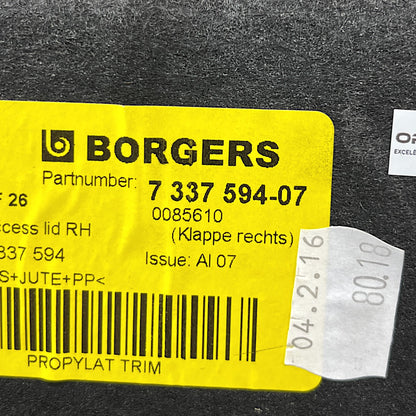 BORGERS
Partnumber: 7 337 594-07
F 26
0085610
ccess lid RH
(Klappe rechts)
337 594
Issue: AI 07
S+JUTE+PP<
PROPYLAT TRIM
04.2.16
80.18